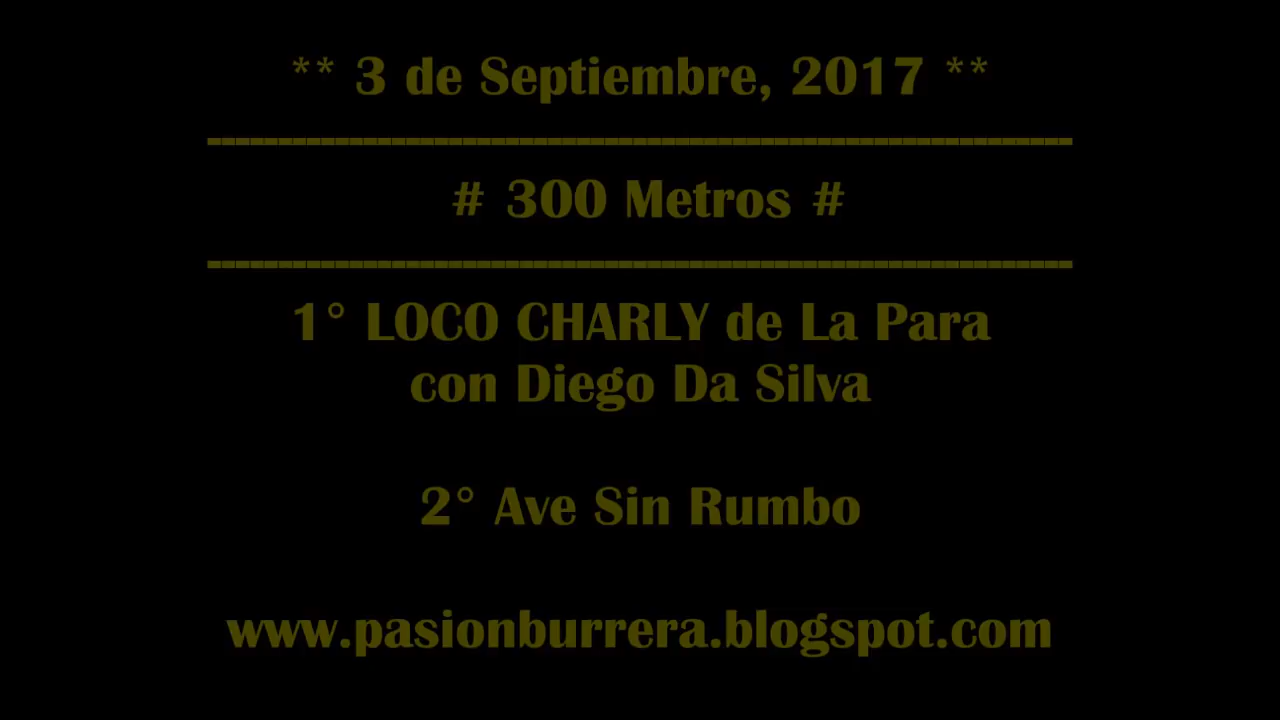 ** 3 de Septiembre, 2017 **
-------------------------------------------------------------
# 300 Metros #
-------------------------------------------------------------
1° LOCO CHARLY de La Para
con Diego Da Silva
2° Ave Sin Rumbo
www.pasionburrera.blogspot.com